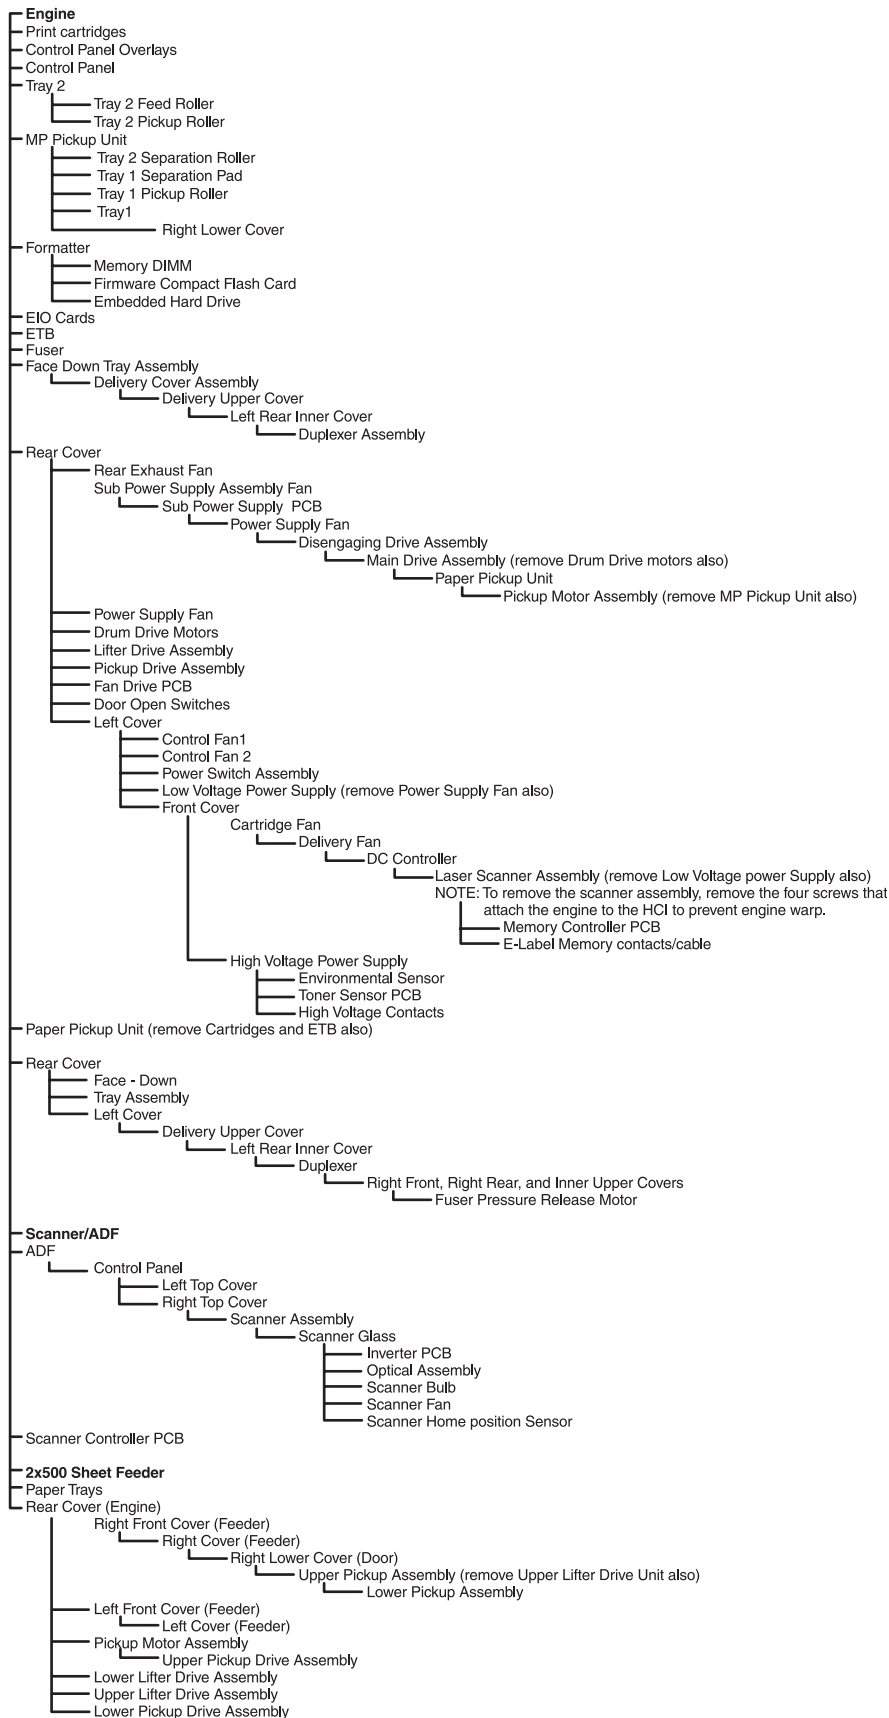 Engine
Print cartridges
Control Panel Overlays
Control Panel
Tray 2
Tray 2 Feed Roller
Tray 2 Pickup Roller
MP Pickup Unit
Tray 2 Separation Roller
Tray 1 Separation Pad
Tray 1 Pickup Roller
Tray1
Right Lower Cover
Formatter
Memory DIMM
Firmware Compact Flash Card
Embedded Hard Drive
EIO Cards
ETB
Fuser
Face Down Tray Assembly
Delivery Cover Assembly
Delivery Upper Cover
Left Rear Inner Cover
Duplexer Assembly
Rear Cover
Rear Exhaust Fan
Sub Power Supply Assembly Fan
Sub Power Supply PCB
Power Supply Fan
Disengaging Drive Assembly
Main Drive Assembly (remove Drum Drive motors also)
Paper Pickup Unit
Pickup Motor Assembly (remove MP Pickup Unit also)
Power Supply Fan
Drum Drive Motors
Lifter Drive Assembly
Pickup Drive Assembly
Fan Drive PCB
Door Open Switches
Left Cover
Control Fan1
Control Fan 2
Power Switch Assembly
Low Voltage Power Supply (remove Power Supply Fan also)
Front Cover
Cartridge Fan
Delivery Fan
DC Controller
Laser Scanner Assembly (remove Low Voltage power Supply also)
NOTE: To remove the scanner assembly, remove the four screws that
attach the engine to the HCI to prevent engine warp.
Memory Controller PCB
E-Label Memory contacts/cable
High Voltage Power Supply
Environmental Sensor
Toner Sensor PCB
High Voltage Contacts
Paper Pickup Unit (remove Cartridges and ETB also)
Rear Cover
Face - Down
Tray Assembly
Left Cover
Delivery Upper Cover
Left Rear Inner Cover
Duplexer
Right Front, Right Rear, and Inner Upper Covers
Fuser Pressure Release Motor
Scanner/ADF
ADF
Control Panel
Left Top Cover
Right Top Cover
Scanner Assembly
Scanner Glass
Inverter PCB
Optical Assembly
Scanner Bulb
Scanner Fan
Scanner Home position Sensor
Scanner Controller PCB
2x500 Sheet Feeder
Paper Trays
Rear Cover (Engine)
Right Front Cover (Feeder)
Right Cover (Feeder)
Right Lower Cover (Door)
Upper Pickup Assembly (remove Upper Lifter Drive Unit also)
Lower Pickup Assembly
Left Front Cover (Feeder)
Left Cover (Feeder)
Pickup Motor Assembly
Upper Pickup Drive Assembly
Lower Lifter Drive Assembly
Upper Lifter Drive Assembly
Lower Pickup Drive Assembly